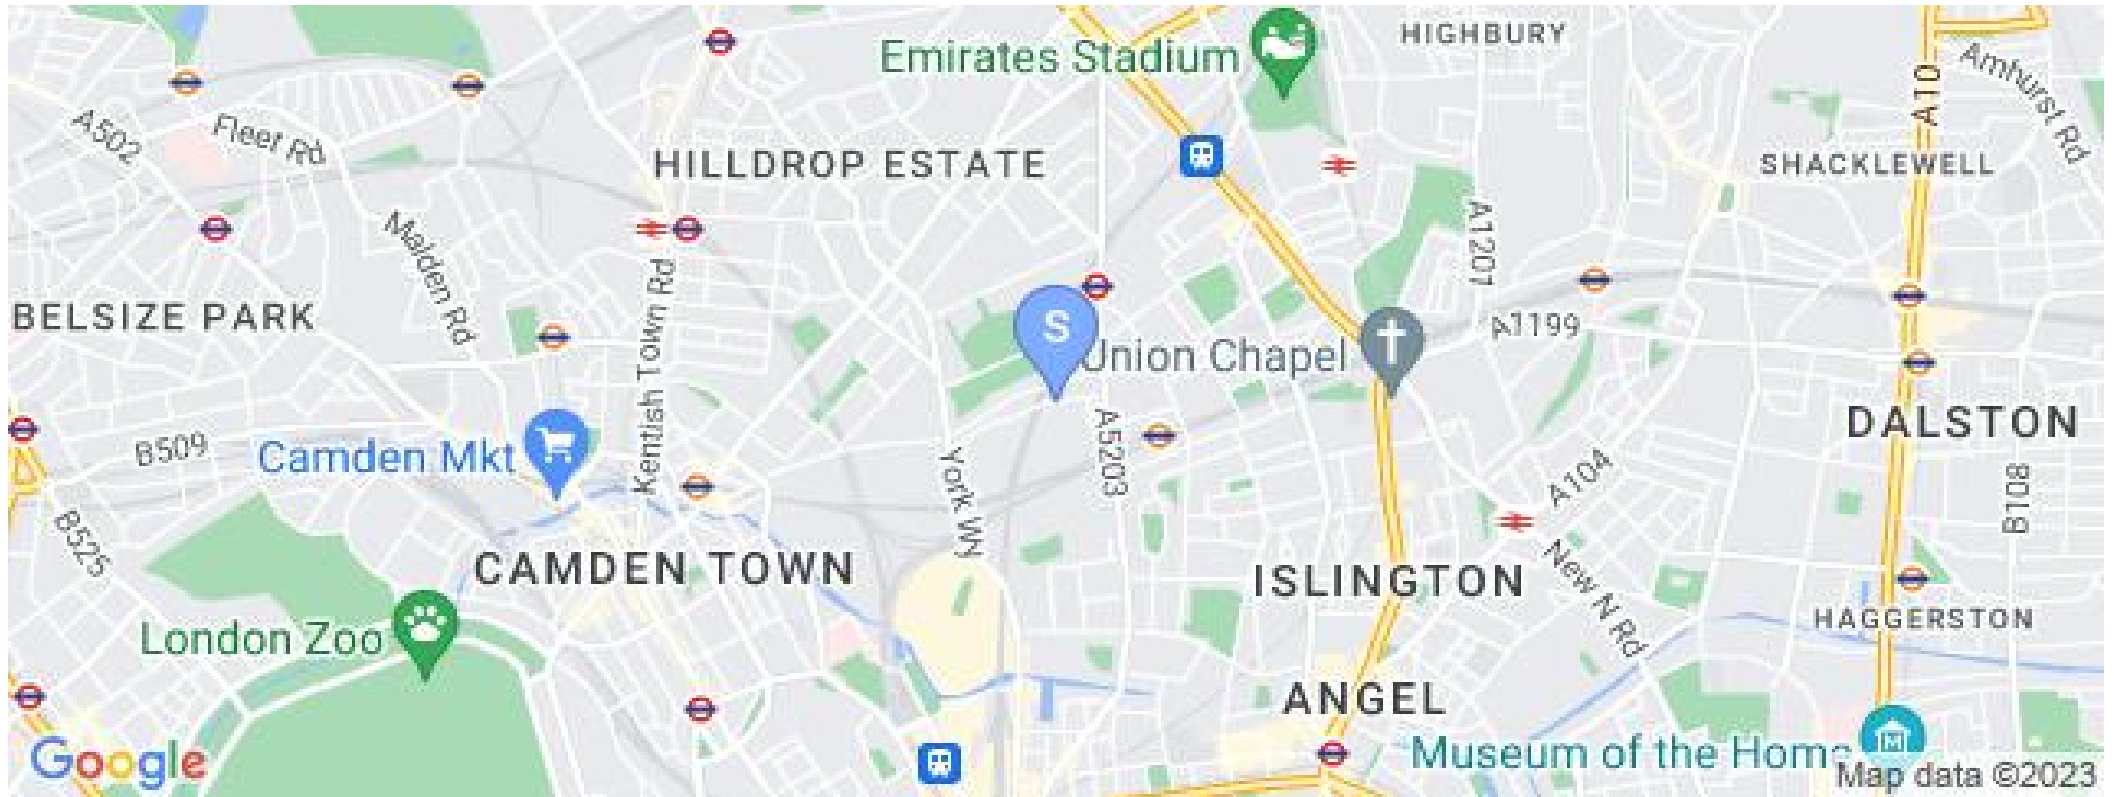 HIGHBURY
Emirates Stadium
A10
Amhurst Rd
A502
Fleet Rd
HILLDROP ESTATE
SHACKLEWELL
Malden Rd
A1201
BELSIZE PARK
Kentish Town Rd
S
Union Chapel
A1199
DALSTON
B509
Camden Mkt
York Wy
A5203
A104
B108
B525
CAMDEN TOWN
ISLINGTON
New N Rd
London Zoo
HAGGERSTON
ANGEL
Google
Museum of the Home
Map data ©2023